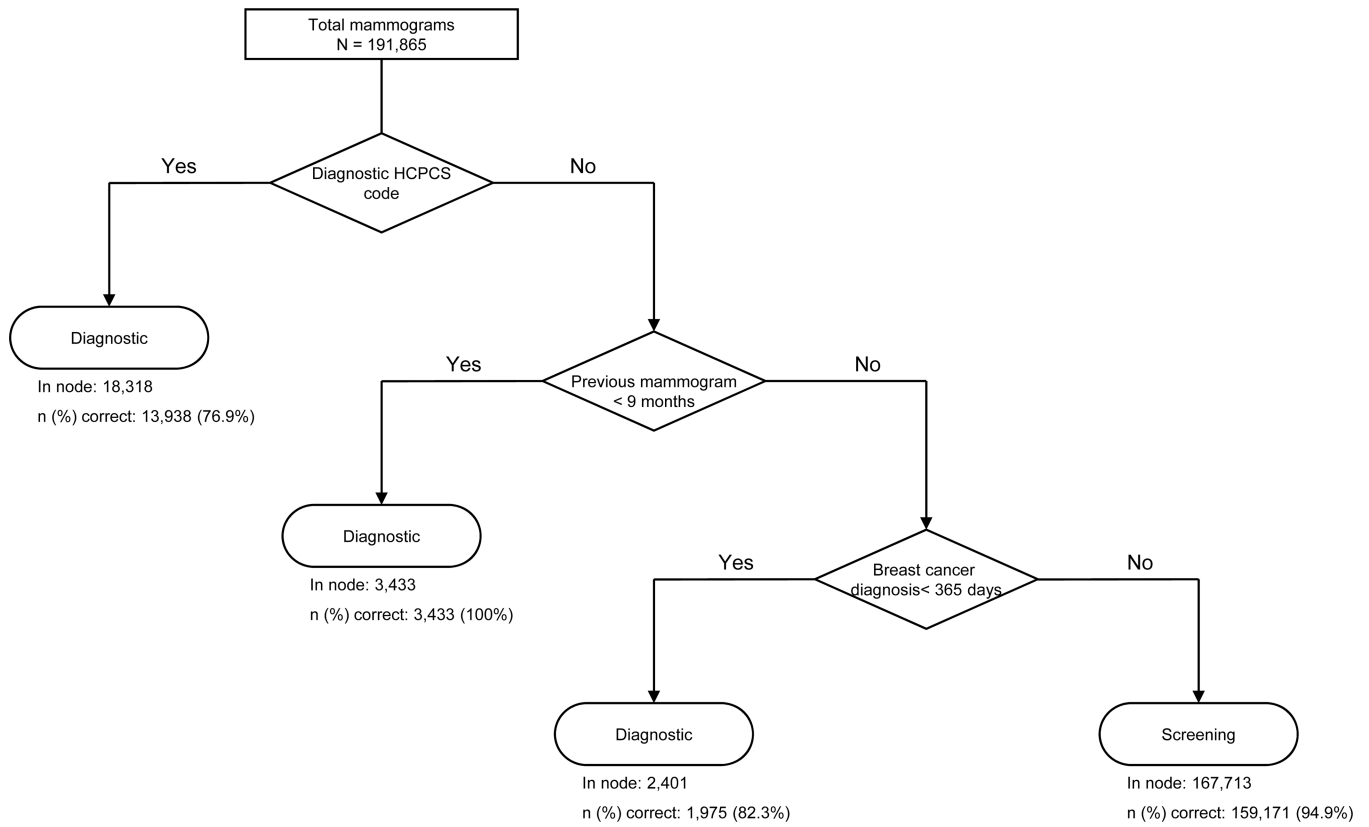 Total mammograms
N = 191,865
Yes
No
Diagnostic HCPCS
code
Diagnostic
In node: 18,318
n (%) correct: 13,938 (76.9%)
Yes
No
Previous mammogram
< 9 months
Diagnostic
In node: 3,433
n (%) correct: 3,433 (100%)
Yes
No
Breast cancer
diagnosis< 365 days
Diagnostic
In node: 2,401
n (%) correct: 1,975 (82.3%)
Screening
In node: 167,713
n (%) correct: 159,171 (94.9%)